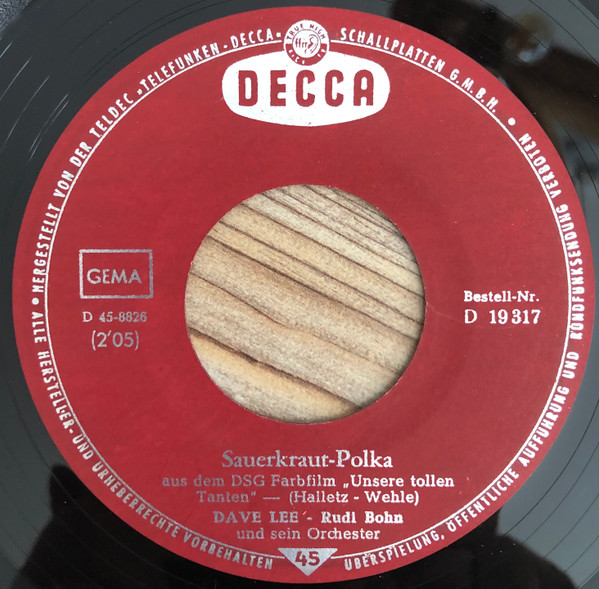 HERGESTELLT VON DER TELDEC „TELEFUNKEN - DECCA“ SCHALLPLATTEN G.M.B.H. •
DECCA
GEMA
D 45-8826
(2'05)
Bestell-Nr.
D 19 317
Sauerkraut-Polka
aus dem DSG Farbfilm „Unsere tollen
Tanten" — (Halletz - Wehle)
DAVE LEE - Rudi Bohn
und sein Orchester
45
• ALLE HERSTELLER- UND URHEBERRECHTE VORBEHALTEN
ÜBERSPIELUNG, ÖFFENTLICHE AUFFÜHRUNG UND RUNDFUNKSENDUNG VERBOTEN